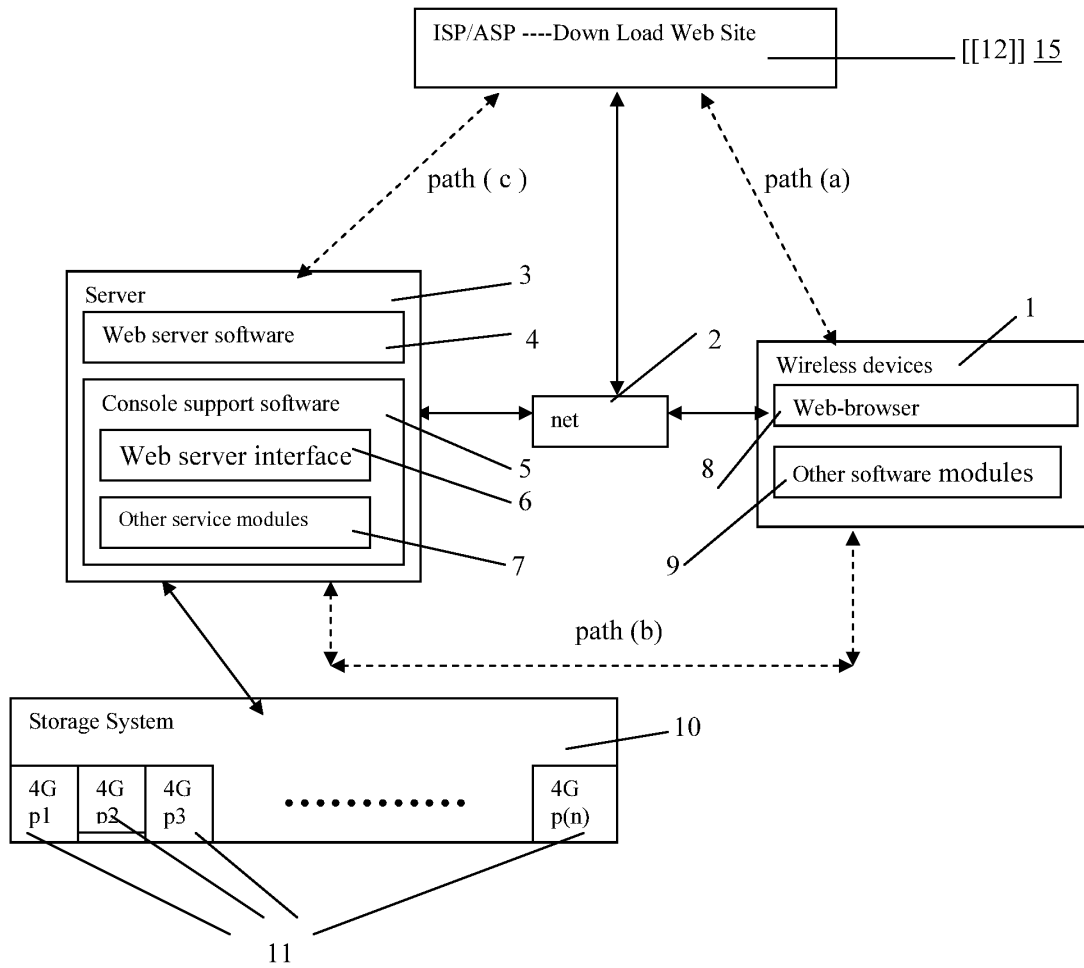 ISP/ASP ----Down Load Web Site
[[12]] 15
path ( c )
path (a)
Server
3
Web server software
4
Console support software
5
Web server interface
6
Other service modules
7
2
net
1
Wireless devices
Web-browser
8
Other software modules
9
path (b)
Storage System
10
4G
p1
4G
p2
4G
p3
............
4G
p(n)
11